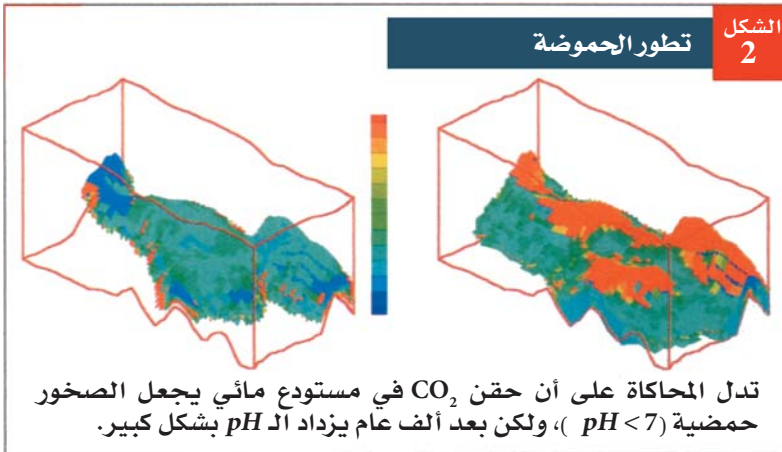 الشكل
2
تطور الحموضة
تدل المحاكاة على أن حقن CO₂ في مستودع مائي يجعل الصخور
حمضية (pH < 7)، ولكن بعد ألف عام يزداد الـ pH بشكل كبير.